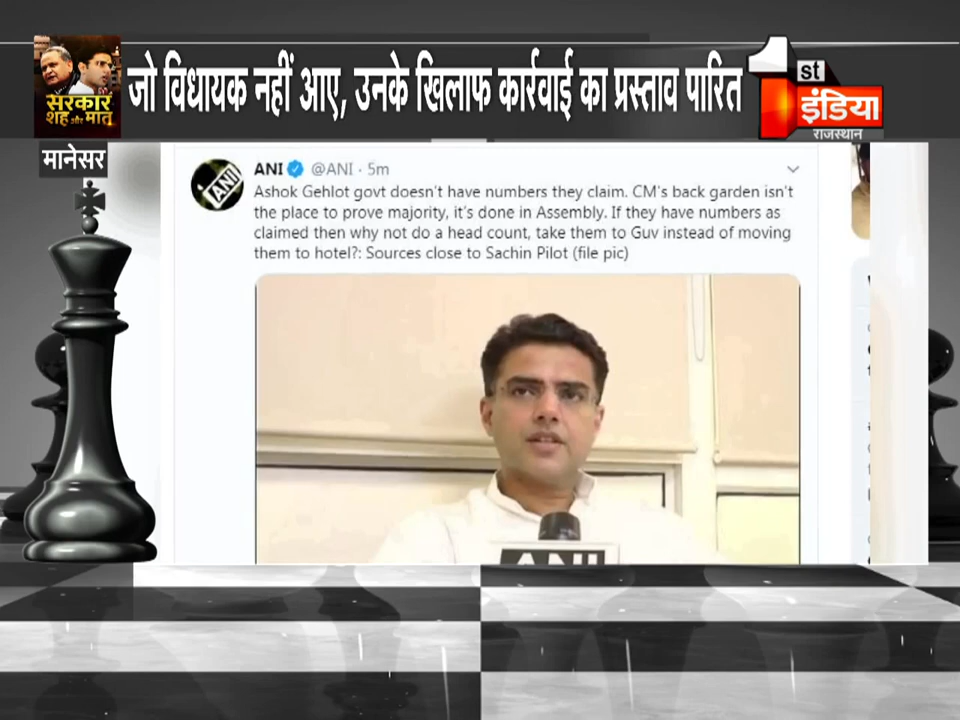 सरकार
शह और मात
जो विधायक नहीं आए, उनके खिलाफ कार्रवाई का प्रस्ताव पारित
1st
इंडिया
राजस्थान
मानेसर
ANI @ANI · 5m
Ashok Gehlot govt doesn't have numbers they claim. CM's back garden isn't
the place to prove majority, it's done in Assembly. If they have numbers as
claimed then why not do a head count, take them to Guv instead of moving
them to hotel?: Sources close to Sachin Pilot (file pic)
ANI